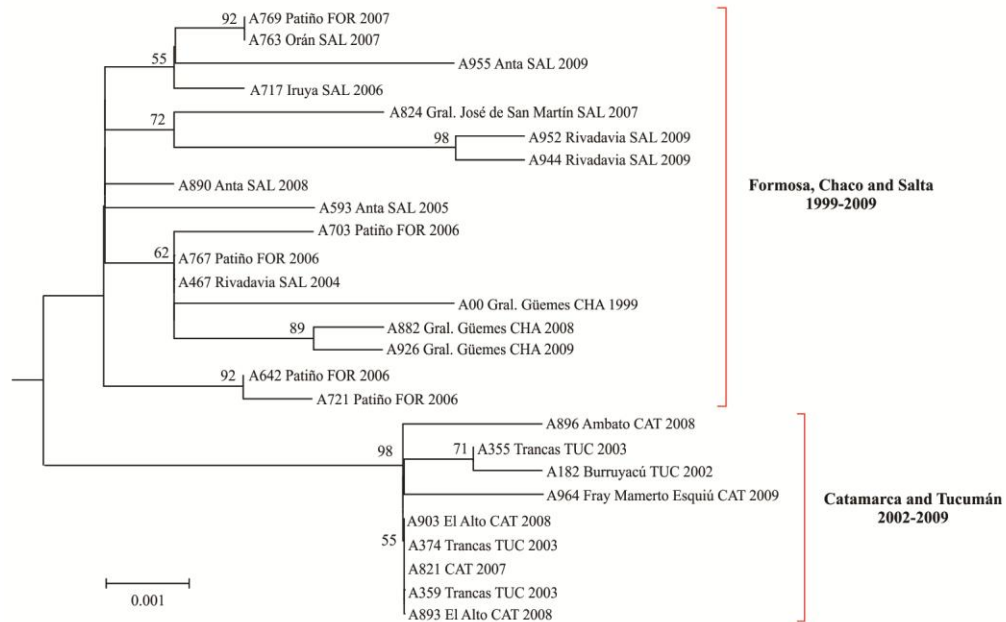 92
A769 Patiño FOR 2007
A763 Orán SAL 2007
55
A955 Anta SAL 2009
A717 Iruya SAL 2006
72
A824 Gral. José de San Martín SAL 2007
98
A952 Rivadavia SAL 2009
A944 Rivadavia SAL 2009
A890 Anta SAL 2008
Formosa, Chaco and Salta
1999-2009
A593 Anta SAL 2005
A703 Patiño FOR 2006
62
A767 Patiño FOR 2006
A467 Rivadavia SAL 2004
A00 Gral. Güemes CHA 1999
89
A882 Gral. Güemes CHA 2008
A926 Gral. Güemes CHA 2009
92
A642 Patiño FOR 2006
A721 Patiño FOR 2006
A896 Ambato CAT 2008
98
71
A355 Trancas TUC 2003
A182 Burruyacú TUC 2002
A964 Fray Mamerto Esquiú CAT 2009
Catamarca and Tucumán
2002-2009
A903 El Alto CAT 2008
55
A374 Trancas TUC 2003
A821 CAT 2007
A359 Trancas TUC 2003
A893 El Alto CAT 2008
0.001